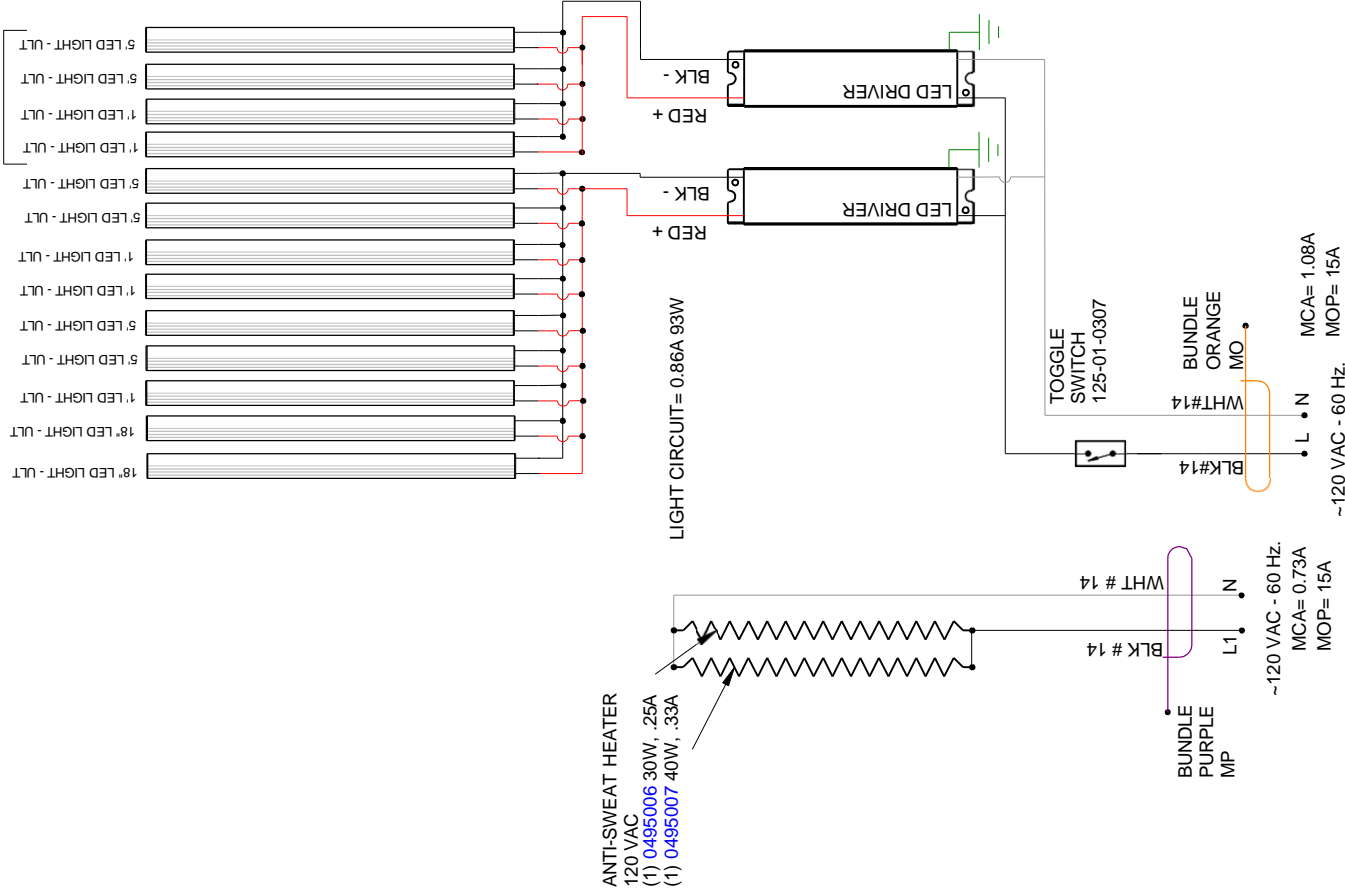 5' LED LIGHT - ULT
5' LED LIGHT - ULT
1' LED LIGHT - ULT
1' LED LIGHT - ULT
5' LED LIGHT - ULT
5' LED LIGHT - ULT
1' LED LIGHT - ULT
1' LED LIGHT - ULT
5' LED LIGHT - ULT
5' LED LIGHT - ULT
1' LED LIGHT - ULT
18" LED LIGHT - ULT
18" LED LIGHT - ULT
BLK -
RED +
LED DRIVER
BLK -
RED +
LED DRIVER
LIGHT CIRCUIT= 0.86A 93W
TOGGLE
SWITCH
125-01-0307
BUNDLE
ORANGE
MO
WHT#14
BLK#14
L
N
~120 VAC - 60 Hz.
MCA= 1.08A
MOP= 15A
ANTI-SWEAT HEATER
120 VAC
(1) 0495006 30W, .25A
(1) 0495007 40W, .33A
WHT # 14
BLK # 14
L1
N
BUNDLE
PURPLE
MP
~120 VAC - 60 Hz.
MCA= 0.73A
MOP= 15A